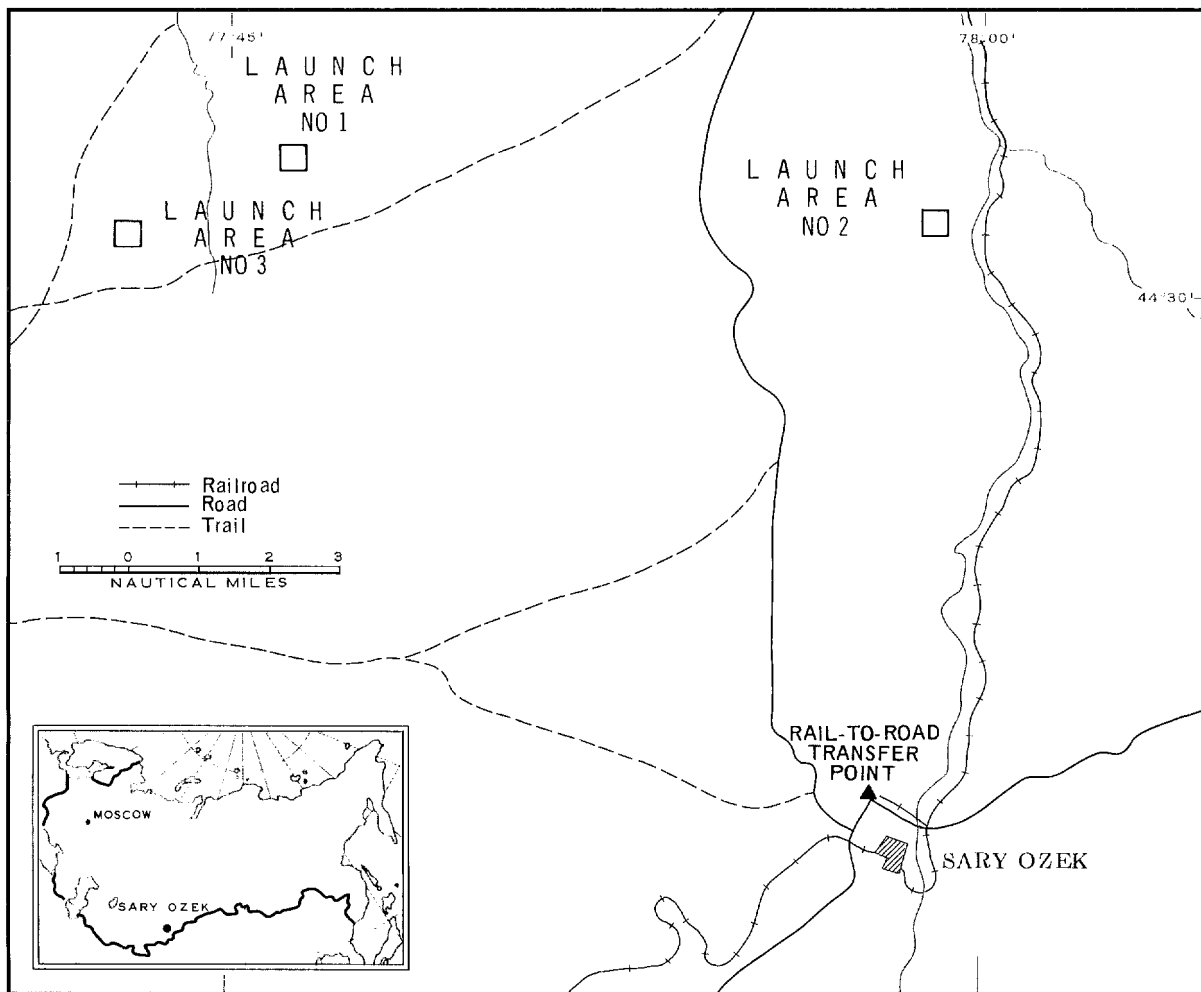 77°45'
78°00'
LAUNCH
AREA
NO 1
LAUNCH
AREA
NO 2
LAUNCH
AREA
NO 3
44°30'
Railroad
Road
Trail
1 0 1 2 3
NAUTICAL MILES
RAIL-TO-ROAD
TRANSFER
POINT
SARY OZEK
MOSCOW
SARY OZEK